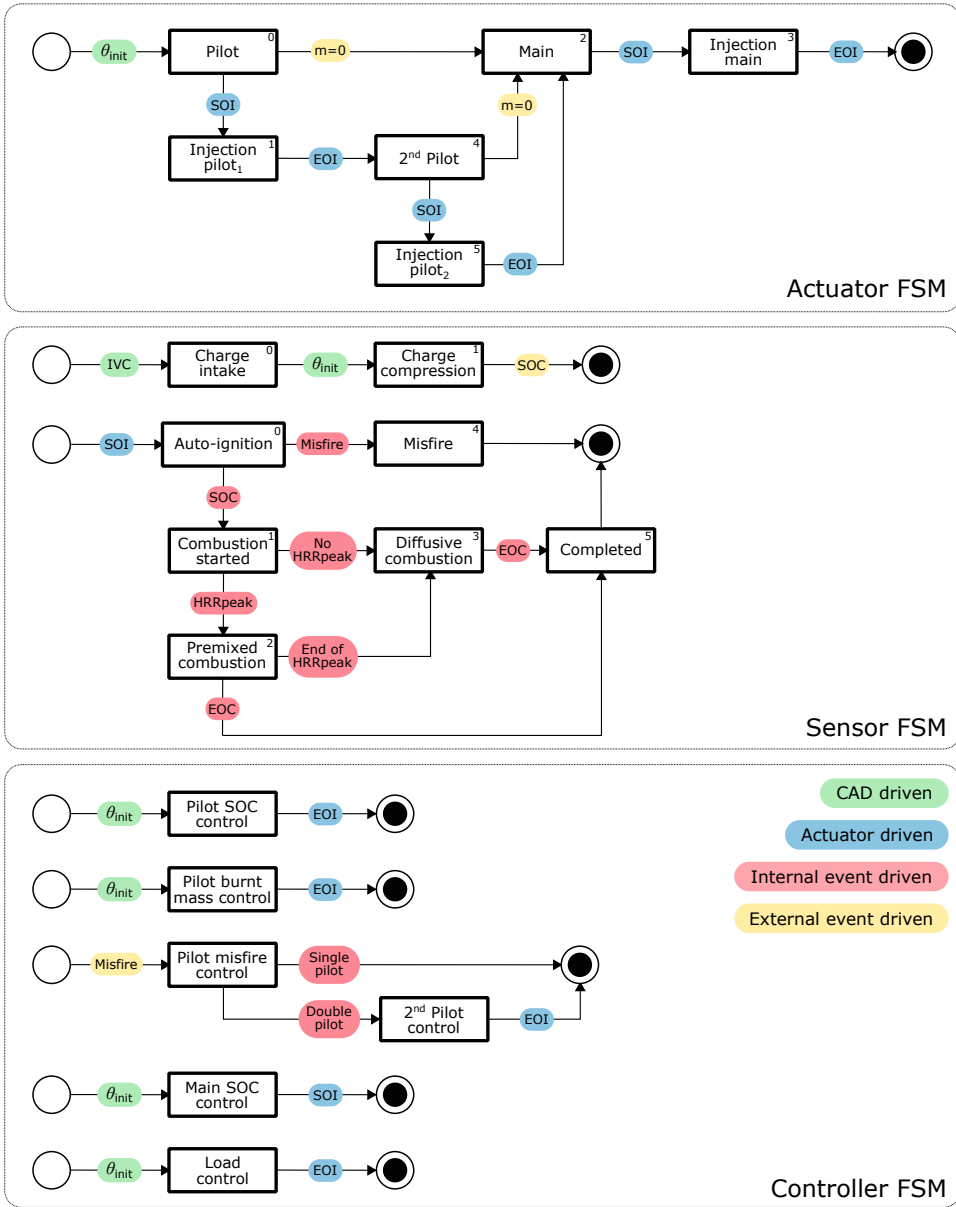 θinit
Pilot
0
m=0
Main
2
SOI
Injection
main
3
EOI
SOI
m=0
Injection
pilot1
1
EOI
2nd Pilot
4
SOI
Injection
pilot2
5
EOI
Actuator FSM
IVC
Charge
intake
0
θinit
Charge
compression
1
SOC
SOI
Auto-ignition
0
Misfire
Misfire
4
SOC
Combustion
started
1
No
HRRpeak
Diffusive
combustion
3
EOC
Completed
5
HRRpeak
Premixed
combustion
2
End of
HRRpeak
EOC
Sensor FSM
θinit
Pilot SOC
control
EOI
CAD driven
Actuator driven
Internal event driven
External event driven
θinit
Pilot burnt
mass control
EOI
Misfire
Pilot misfire
control
Single
pilot
Double
pilot
2nd Pilot
control
EOI
θinit
Main SOC
control
SOI
θinit
Load
control
EOI
Controller FSM